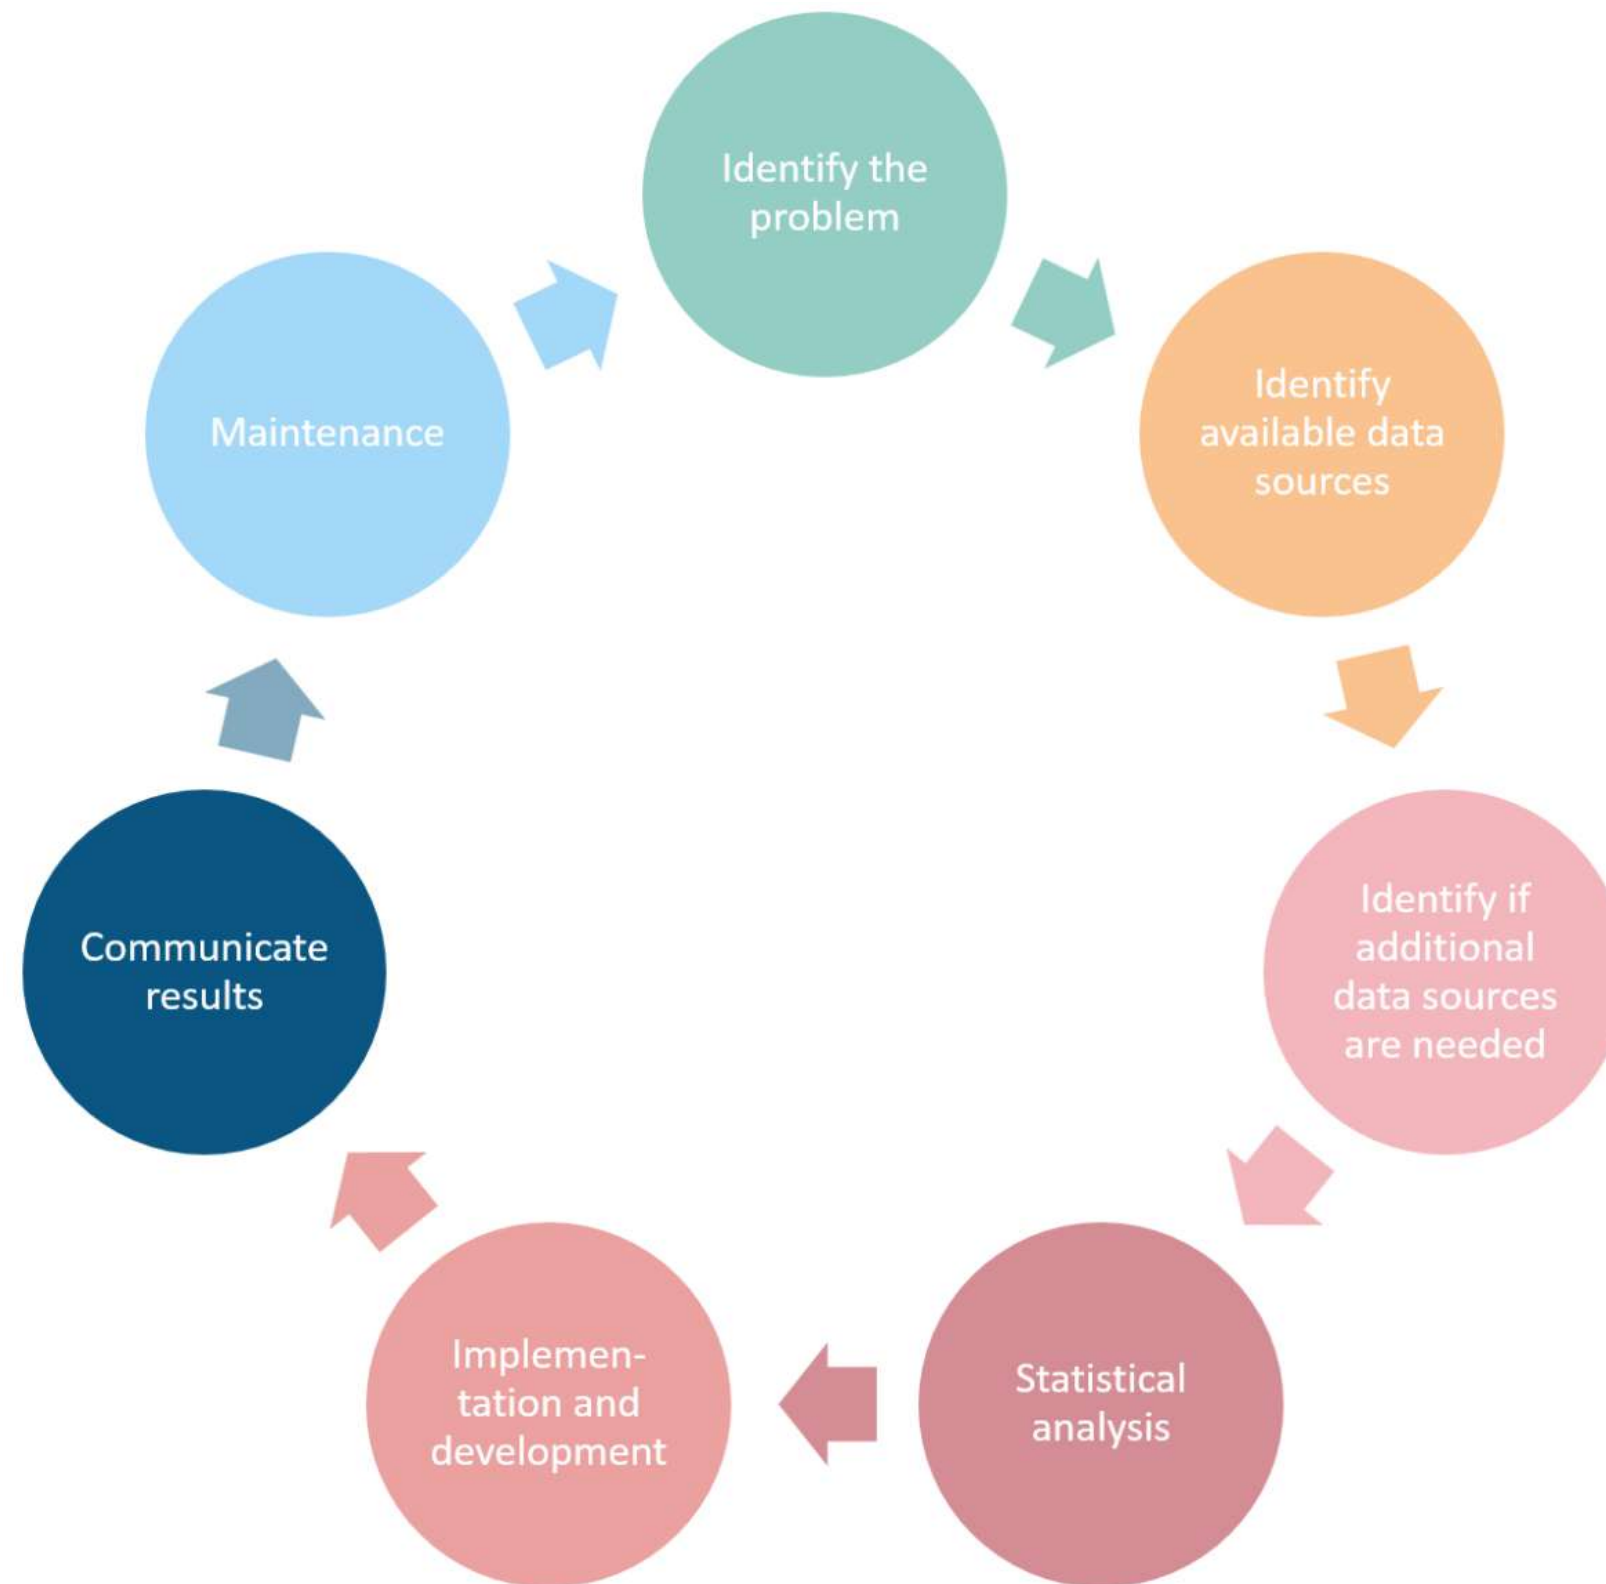 Identify the
problem
Identify
available data
sources
Identify if
additional
data sources
are needed
Statistical
analysis
Implemen-
tation and
development
Communicate
results
Maintenance